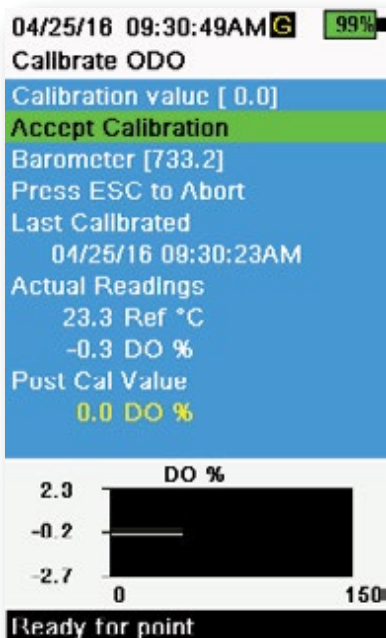 04/25/16 09:30:49AM G 99%
Calibrate ODO
Calibration value [ 0.0]
Accept Calibration
Barometer [733.2]
Press ESC to Abort
Last Calibrated
04/25/16 09:30:23AM
Actual Readings
23.3 Ref °C
-0.3 DO %
Post Cal Value
0.0 DO %
DO %
2.3
-0.2
-2.7
0 150
Ready for point